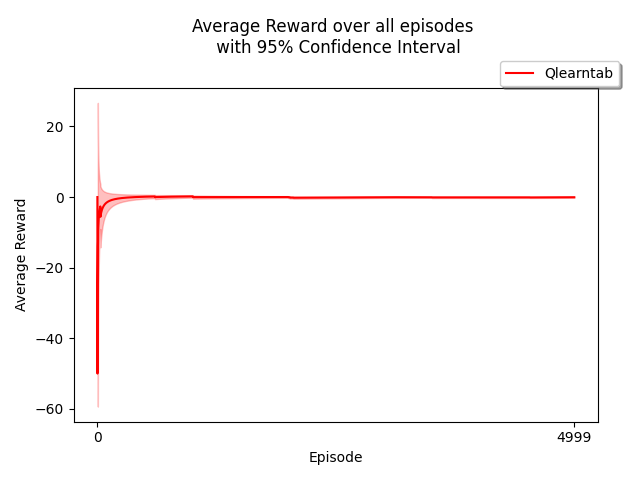 Average Reward over all episodes
with 95% Confidence Interval
Qlearntab
20
0
−20
−40
−60
Average Reward
0
4999
Episode